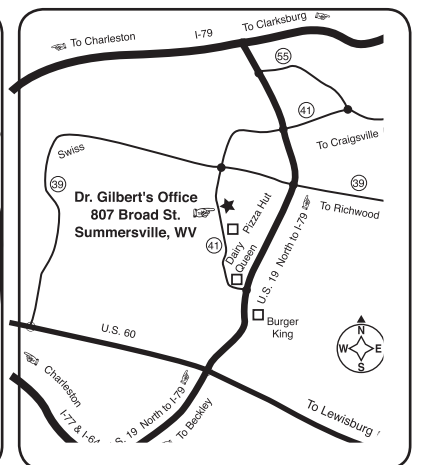 To Clarksburg
I-79
To Charleston
55
41
To Craigsville
Swiss
39
39
Dr. Gilbert's Office
807 Broad St.
Summersville, WV
To Richwood
Pizza Hut
41
Dairy
Queen
U.S. 19 North to I-79
Burger
King
N
W E
S
U.S. 60
Charleston
I-77 & I-64
U.S. 19 North to I-79
To Beckley
To Lewisburg